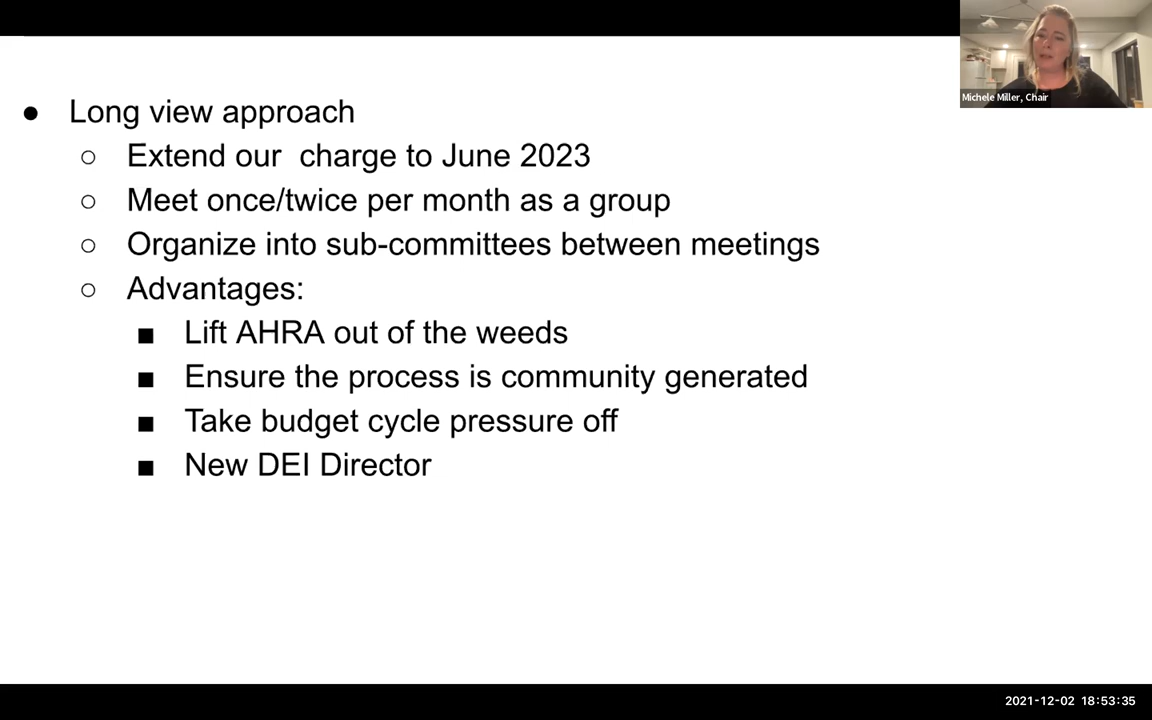 Michele Miller, Chair
● Long view approach
○ Extend our  charge to June 2023
○ Meet once/twice per month as a group
○ Organize into sub-committees between meetings
○ Advantages:
■ Lift AHRA out of the weeds
■ Ensure the process is community generated
■ Take budget cycle pressure off
■ New DEI Director
2021-12-02 18:53:35